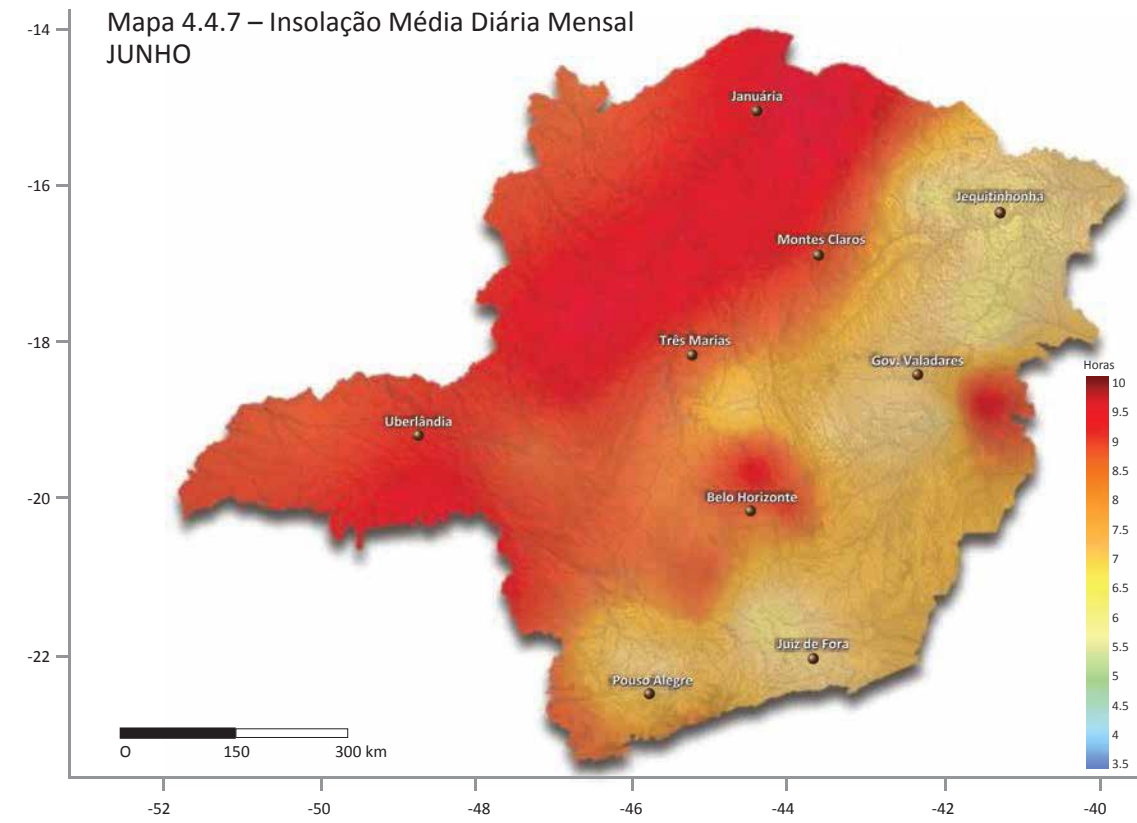 Mapa 4.4.7 – Insolação Média Diária Mensal
JUNHO
-14
-16
-18
-20
-22
Januária
Jequitinhonha
Montes Claros
Três Marias
Gov. Valadares
Uberlândia
Belo Horizonte
Juiz de Fora
Pouso Alegre
Horas
10
9.5
9
8.5
8
7.5
7
6.5
6
5.5
5
4.5
4
3.5
0 150 300 km
-52 -50 -48 -46 -44 -42 -40